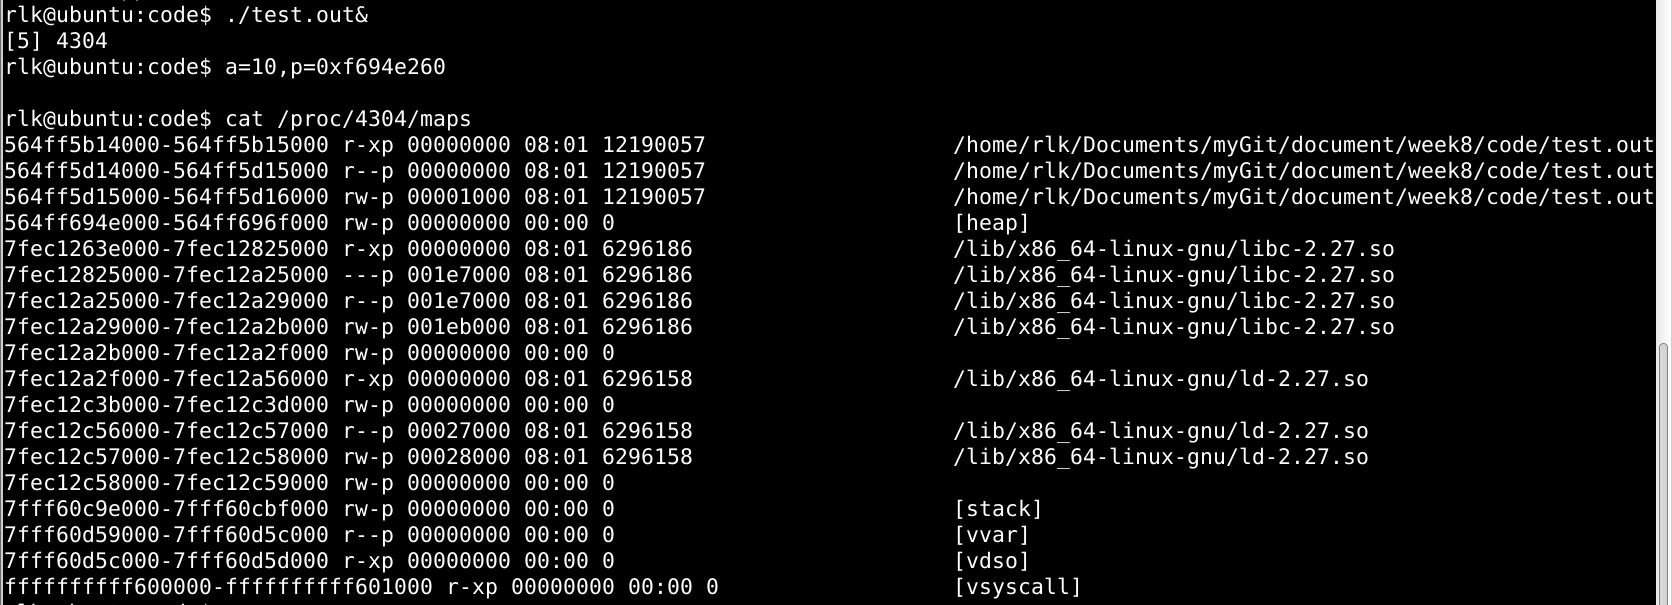 rlk@ubuntu:code$ ./test.out&
[5] 4304
rlk@ubuntu:code$ a=10,p=0xf694e260
rlk@ubuntu:code$ cat /proc/4304/maps
564ff5b14000-564ff5b15000 r-xp 00000000 08:01 12190057 /home/rlk/Documents/myGit/document/week8/code/test.out
564ff5d14000-564ff5d15000 r--p 00000000 08:01 12190057 /home/rlk/Documents/myGit/document/week8/code/test.out
564ff5d15000-564ff5d16000 rw-p 00001000 08:01 12190057 /home/rlk/Documents/myGit/document/week8/code/test.out
564ff694e000-564ff696f000 rw-p 00000000 00:00 0 [heap]
7fec1263e000-7fec12825000 r-xp 00000000 08:01 6296186 /lib/x86_64-linux-gnu/libc-2.27.so
7fec12825000-7fec12a25000 ---p 001e7000 08:01 6296186 /lib/x86_64-linux-gnu/libc-2.27.so
7fec12a25000-7fec12a29000 r--p 001e7000 08:01 6296186 /lib/x86_64-linux-gnu/libc-2.27.so
7fec12a29000-7fec12a2b000 rw-p 001eb000 08:01 6296186 /lib/x86_64-linux-gnu/libc-2.27.so
7fec12a2b000-7fec12a2f000 rw-p 00000000 00:00 0
7fec12a2f000-7fec12a56000 r-xp 00000000 08:01 6296158 /lib/x86_64-linux-gnu/ld-2.27.so
7fec12c3b000-7fec12c3d000 rw-p 00000000 00:00 0
7fec12c56000-7fec12c57000 r--p 00027000 08:01 6296158 /lib/x86_64-linux-gnu/ld-2.27.so
7fec12c57000-7fec12c58000 rw-p 00028000 08:01 6296158 /lib/x86_64-linux-gnu/ld-2.27.so
7fec12c58000-7fec12c59000 rw-p 00000000 00:00 0
7fff60c9e000-7fff60cbf000 rw-p 00000000 00:00 0 [stack]
7fff60d59000-7fff60d5c000 r--p 00000000 00:00 0 [vvar]
7fff60d5c000-7fff60d5d000 r-xp 00000000 00:00 0 [vdso]
ffffffffff600000-ffffffffff601000 r-xp 00000000 00:00 0 [vsyscall]